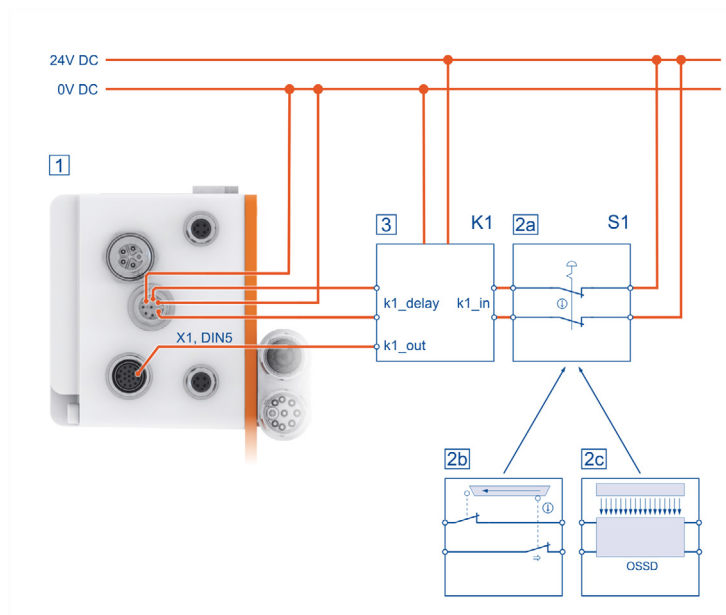 24V DC
0V DC
1
3
K1
2a
S1
k1_delay
k1_in
X1, DIN5
k1_out
2b
2c
OSSD